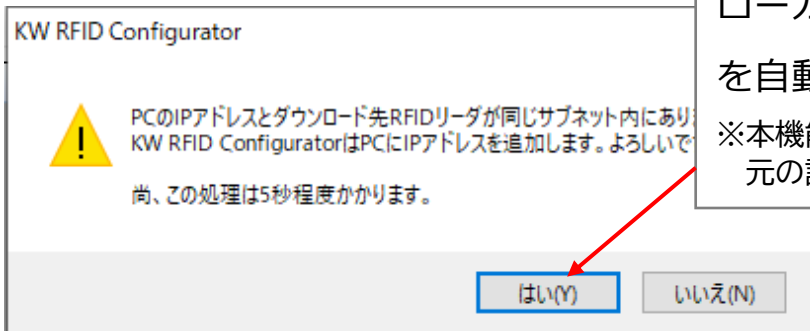 KW RFID Configurator
PCのIPアドレスとダウンロード先RFIDリーダが同じサブネット内にあり
KW RFID ConfiguratorはPCにIPアドレスを追加します。よろしいで
尚、この処理は5秒程度かかります。
はい(Y)
いいえ(N)
ローカ
を自動
※本機能
元の